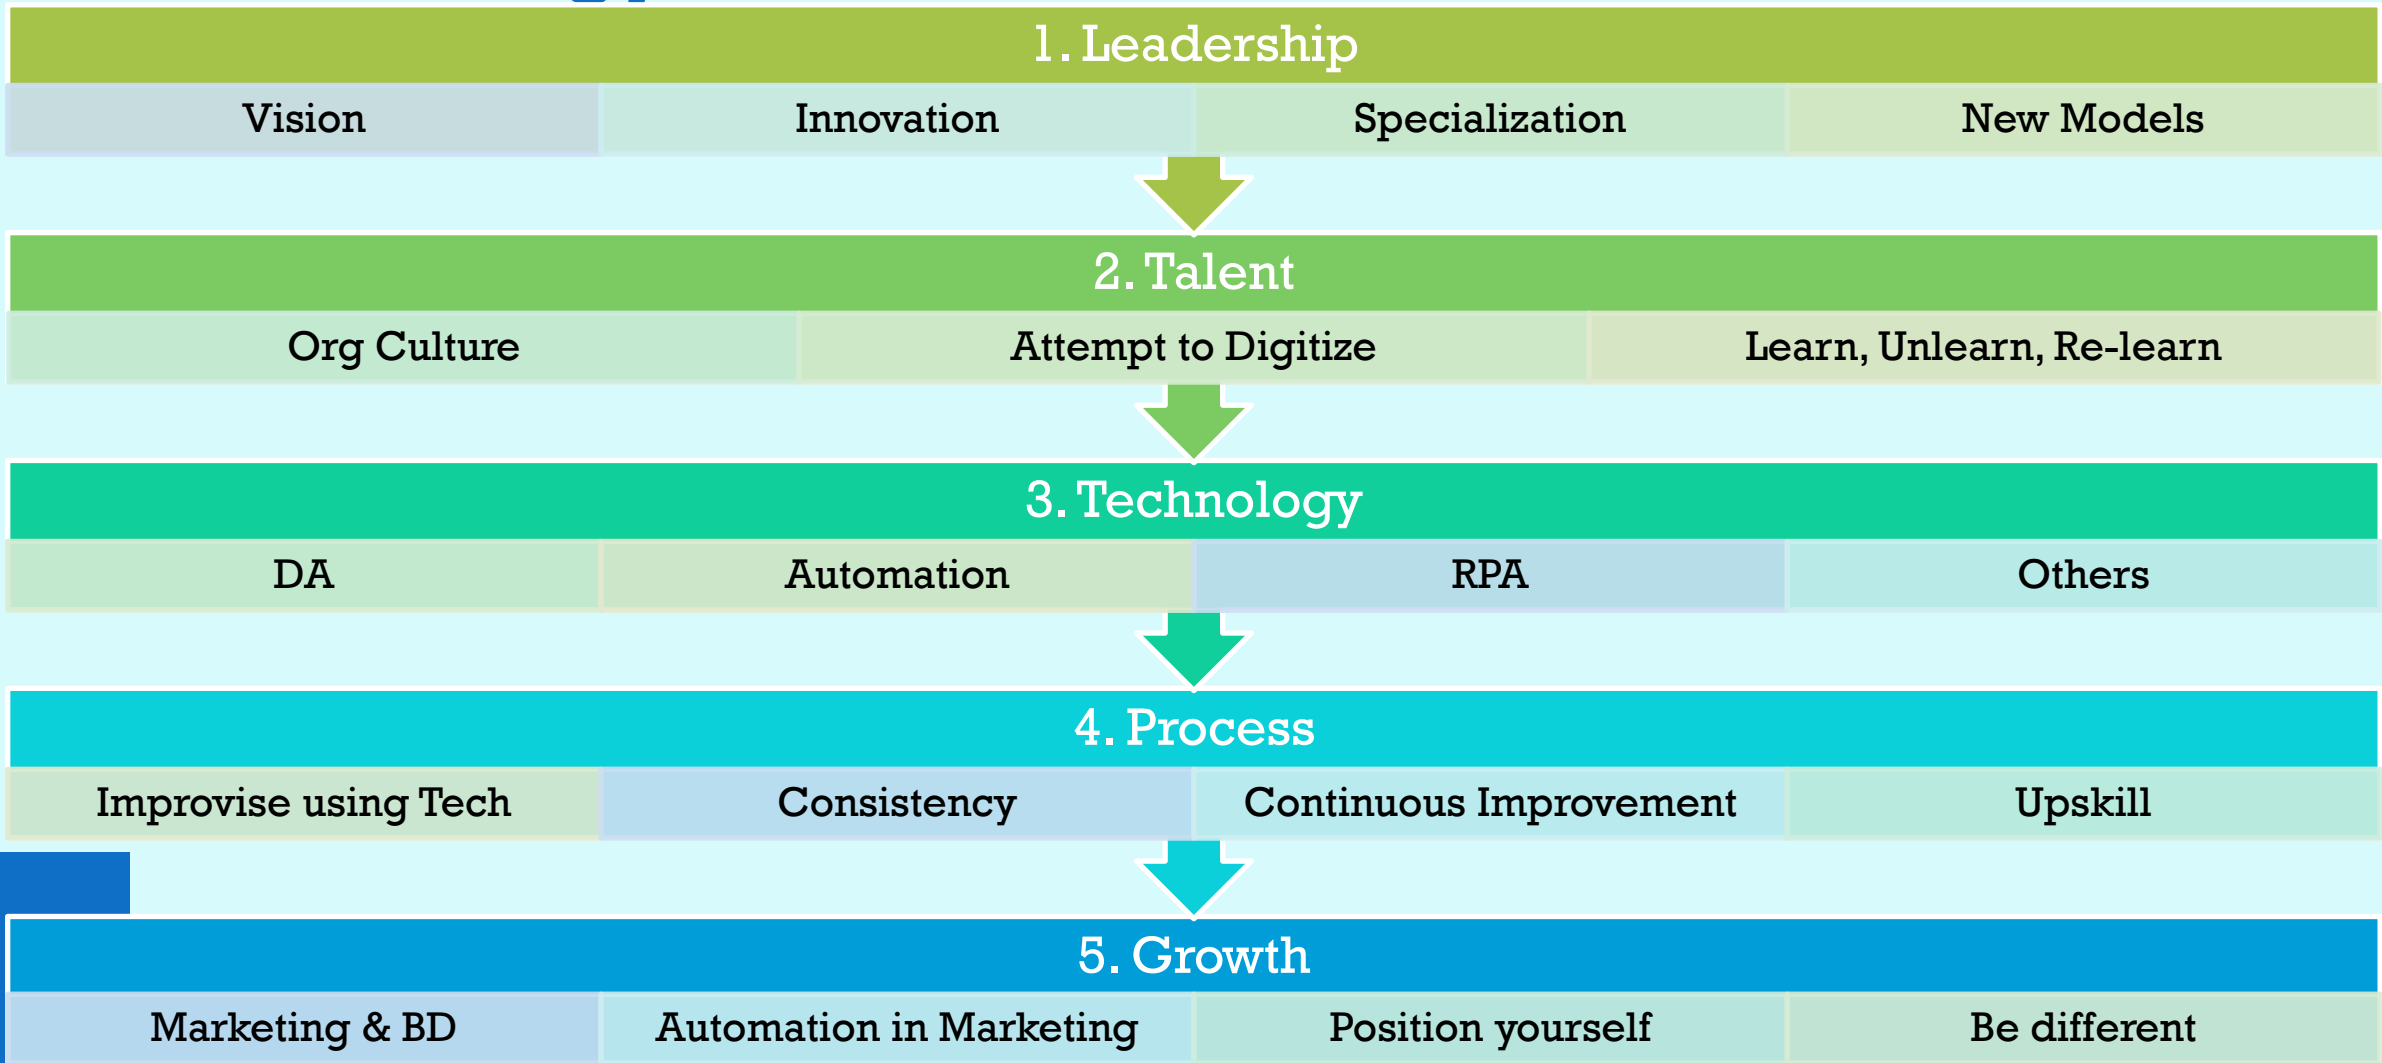 1. Leadership
Vision Innovation Specialization New Models
2. Talent
Org Culture Attempt to Digitize Learn, Unlearn, Re-learn
3. Technology
DA Automation RPA Others
4. Process
Improvise using Tech Consistency Continuous Improvement Upskill
5. Growth
Marketing & BD Automation in Marketing Position yourself Be different